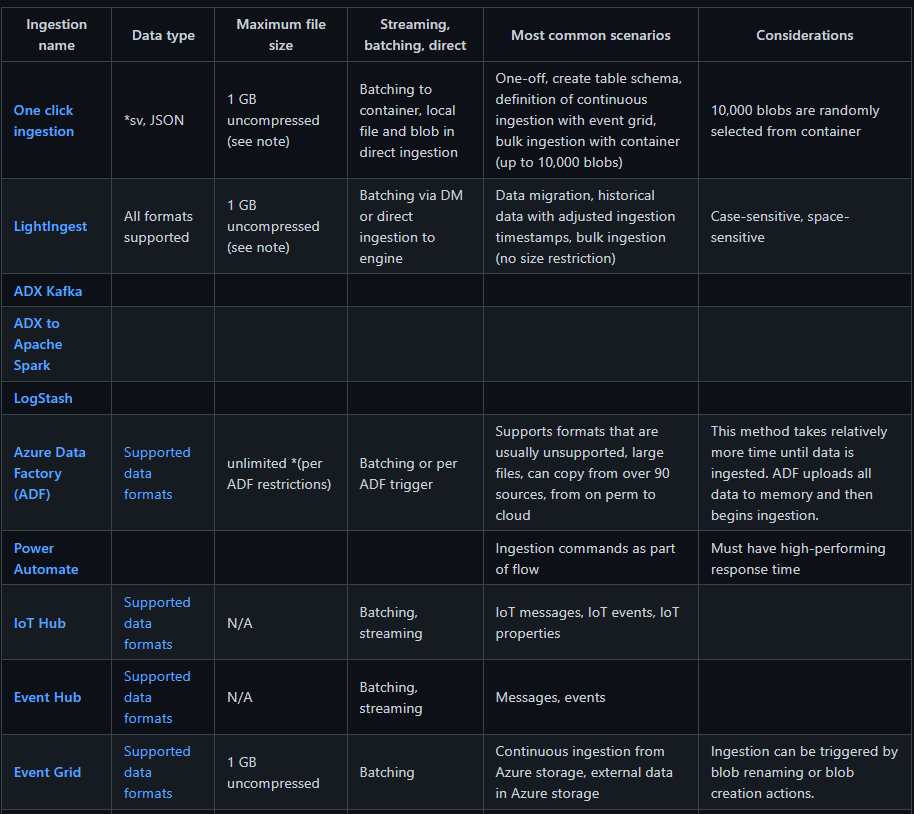 Ingestion
name
Data type
Maximum file
size
Streaming,
batching, direct
Most common scenarios
Considerations
One click
ingestion
*sv, JSON
1 GB
uncompressed
(see note)
Batching to
container, local
file and blob in
direct ingestion
One-off, create table schema,
definition of continuous
ingestion with event grid,
bulk ingestion with container
(up to 10,000 blobs)
10,000 blobs are randomly
selected from container
LightIngest
All formats
supported
1 GB
uncompressed
(see note)
Batching via DM
or direct
ingestion to
engine
Data migration, historical
data with adjusted ingestion
timestamps, bulk ingestion
(no size restriction)
Case-sensitive, space-
sensitive
ADX Kafka
ADX to
Apache
Spark
LogStash
Azure Data
Factory
(ADF)
Supported
data
formats
unlimited *(per
ADF restrictions)
Batching or per
ADF trigger
Supports formats that are
usually unsupported, large
files, can copy from over 90
sources, from on perm to
cloud
This method takes relatively
more time until data is
ingested. ADF uploads all
data to memory and then
begins ingestion.
Power
Automate
Ingestion commands as part
of flow
Must have high-performing
response time
IoT Hub
Supported
data
formats
N/A
Batching,
streaming
IoT messages, IoT events, IoT
properties
Event Hub
Supported
data
formats
N/A
Batching,
streaming
Messages, events
Event Grid
Supported
data
formats
1 GB
uncompressed
Batching
Continuous ingestion from
Azure storage, external data
in Azure storage
Ingestion can be triggered by
blob renaming or blob
creation actions.